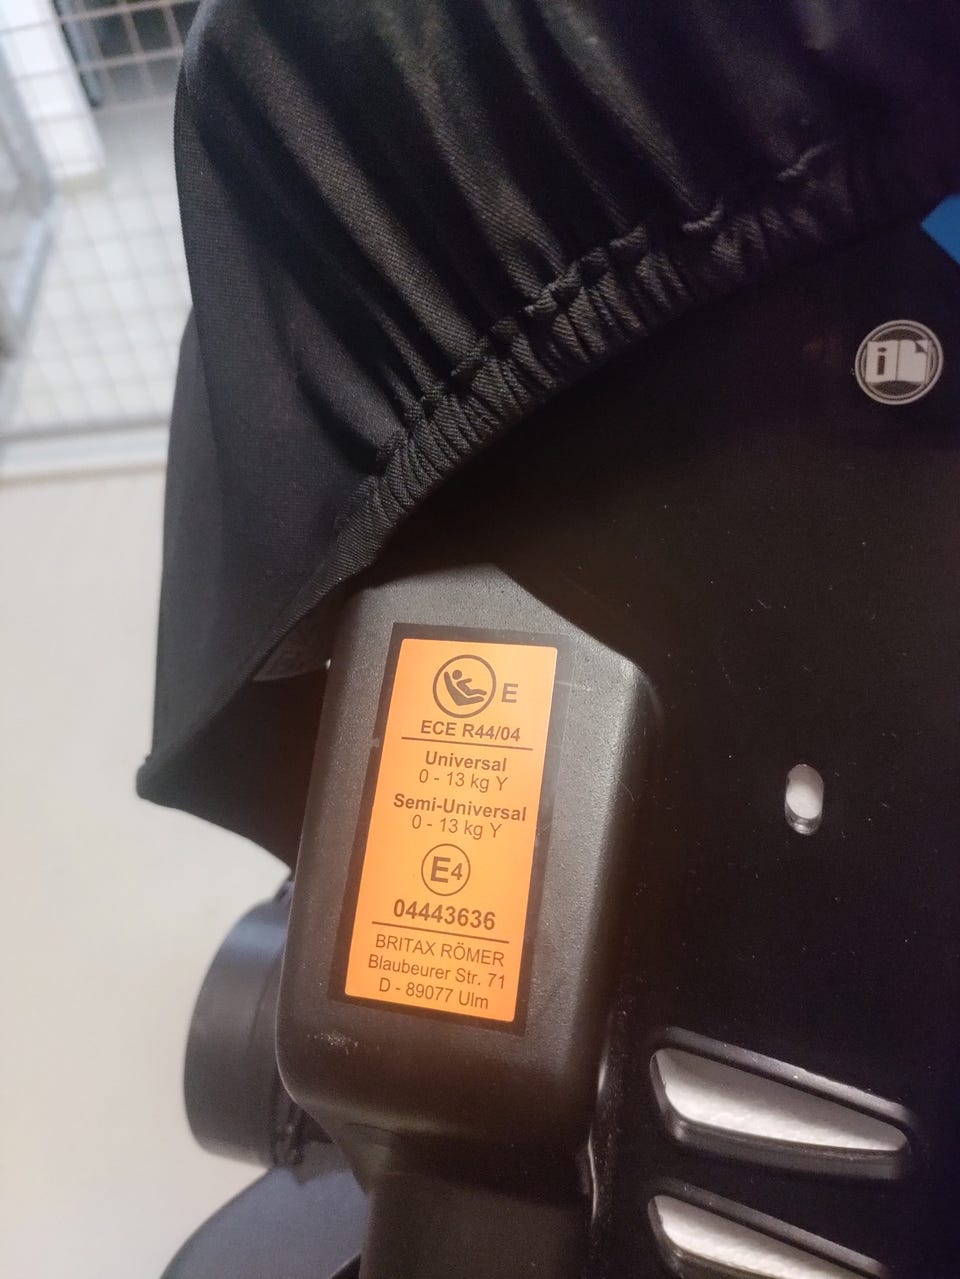 E
ECE R44/04
Universal
0 - 13 kg Y
Semi-Universal
0 - 13 kg Y
E4
04443636
BRITAX RÖMER
Blaubeurer Str. 71
D - 89077 Ulm